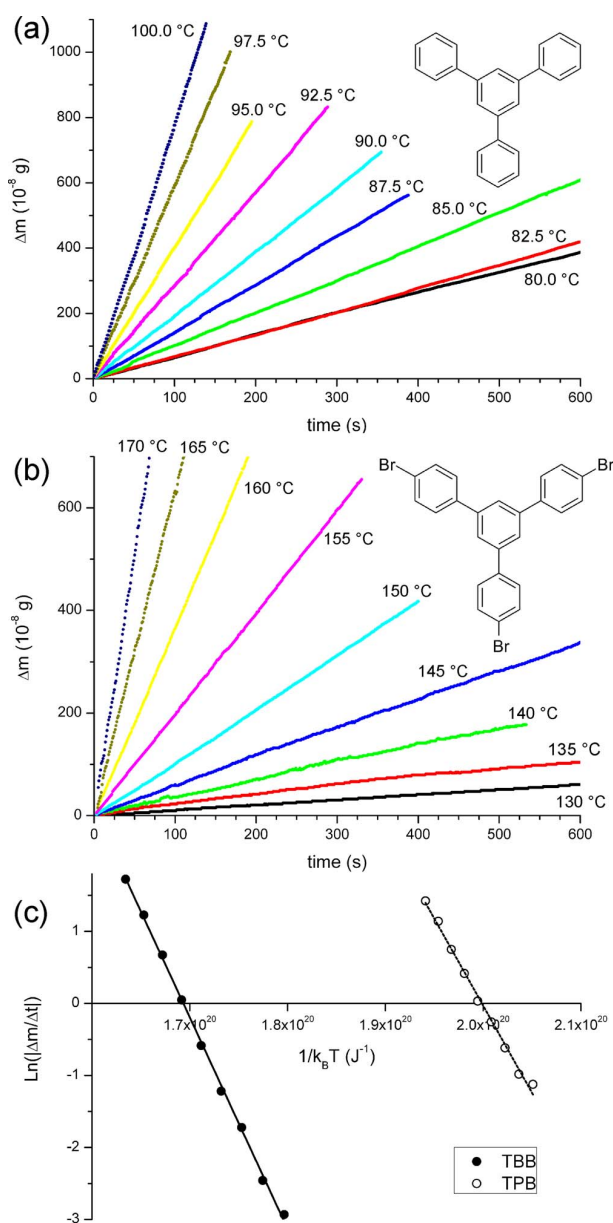 (a)
100.0 °C
97.5 °C
95.0 °C
92.5 °C
90.0 °C
87.5 °C
85.0 °C
82.5 °C
80.0 °C
1000
800
600
400
200
0
Δm (10⁻⁸ g)
0 100 200 300 400 500 600
time (s)
(b)
170 °C
165 °C
160 °C
155 °C
150 °C
145 °C
140 °C
135 °C
130 °C
Br
Br
Br
600
400
200
0
Δm (10⁻⁸ g)
0 100 200 300 400 500 600
time (s)
(c)
1
0
-1
-2
-3
Ln(|Δm/Δt|)
1.7x10²⁰ 1.8x10²⁰ 1.9x10²⁰ 2.0x10²⁰ 2.1x10²⁰
1/k_BT (J⁻¹)
TBB
TPB